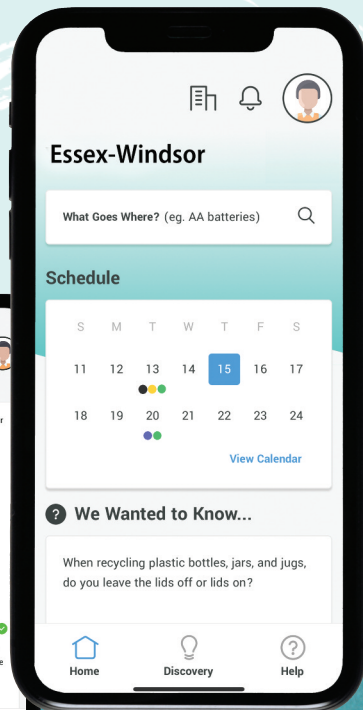 Essex-Windsor
What Goes Where? (eg. AA batteries)
Schedule
S M T W T F S
11 12 13 14 15 16 17
18 19 20 21 22 23 24
View Calendar
? We Wanted to Know...
When recycling plastic bottles, jars, and jugs,
do you leave the lids off or lids on?
Home Discovery Help